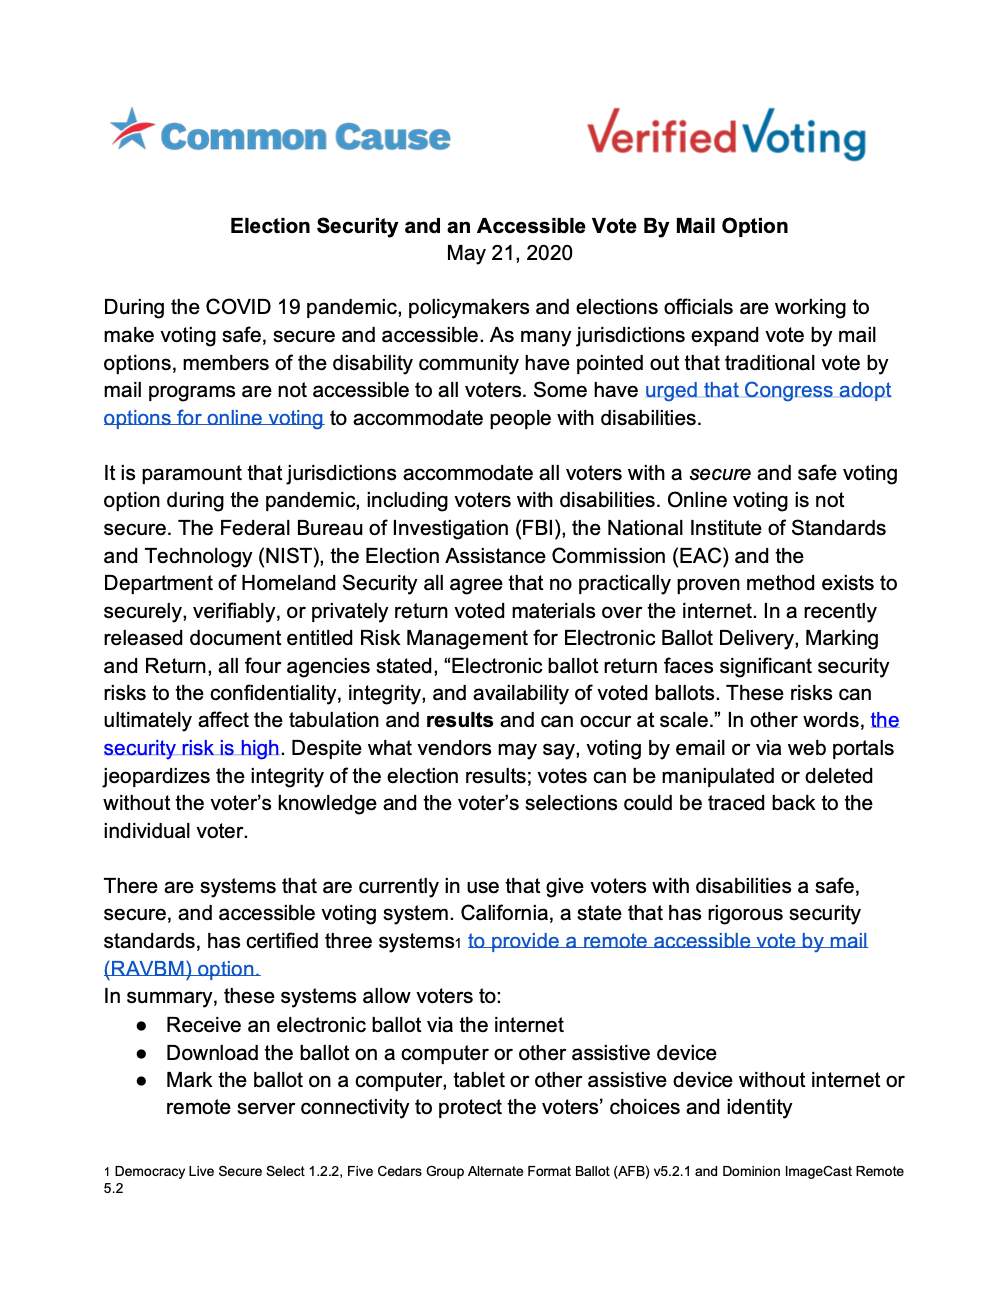 Common Cause
Verified Voting
Election Security and an Accessible Vote By Mail Option
May 21, 2020
During the COVID 19 pandemic, policymakers and elections officials are working to
make voting safe, secure and accessible. As many jurisdictions expand vote by mail
options, members of the disability community have pointed out that traditional vote by
mail programs are not accessible to all voters. Some have urged that Congress adopt
options for online voting to accommodate people with disabilities.
It is paramount that jurisdictions accommodate all voters with a secure and safe voting
option during the pandemic, including voters with disabilities. Online voting is not
secure. The Federal Bureau of Investigation (FBI), the National Institute of Standards
and Technology (NIST), the Election Assistance Commission (EAC) and the
Department of Homeland Security all agree that no practically proven method exists to
securely, verifiably, or privately return voted materials over the internet. In a recently
released document entitled Risk Management for Electronic Ballot Delivery, Marking
and Return, all four agencies stated, “Electronic ballot return faces significant security
risks to the confidentiality, integrity, and availability of voted ballots. These risks can
ultimately affect the tabulation and results and can occur at scale.” In other words, the
security risk is high. Despite what vendors may say, voting by email or via web portals
jeopardizes the integrity of the election results; votes can be manipulated or deleted
without the voter’s knowledge and the voter’s selections could be traced back to the
individual voter.
There are systems that are currently in use that give voters with disabilities a safe,
secure, and accessible voting system. California, a state that has rigorous security
standards, has certified three systems1 to provide a remote accessible vote by mail
(RAVBM) option.
In summary, these systems allow voters to:
● Receive an electronic ballot via the internet
● Download the ballot on a computer or other assistive device
● Mark the ballot on a computer, tablet or other assistive device without internet or
remote server connectivity to protect the voters’ choices and identity
1 Democracy Live Secure Select 1.2.2, Five Cedars Group Alternate Format Ballot (AFB) v5.2.1 and Dominion ImageCast Remote
5.2